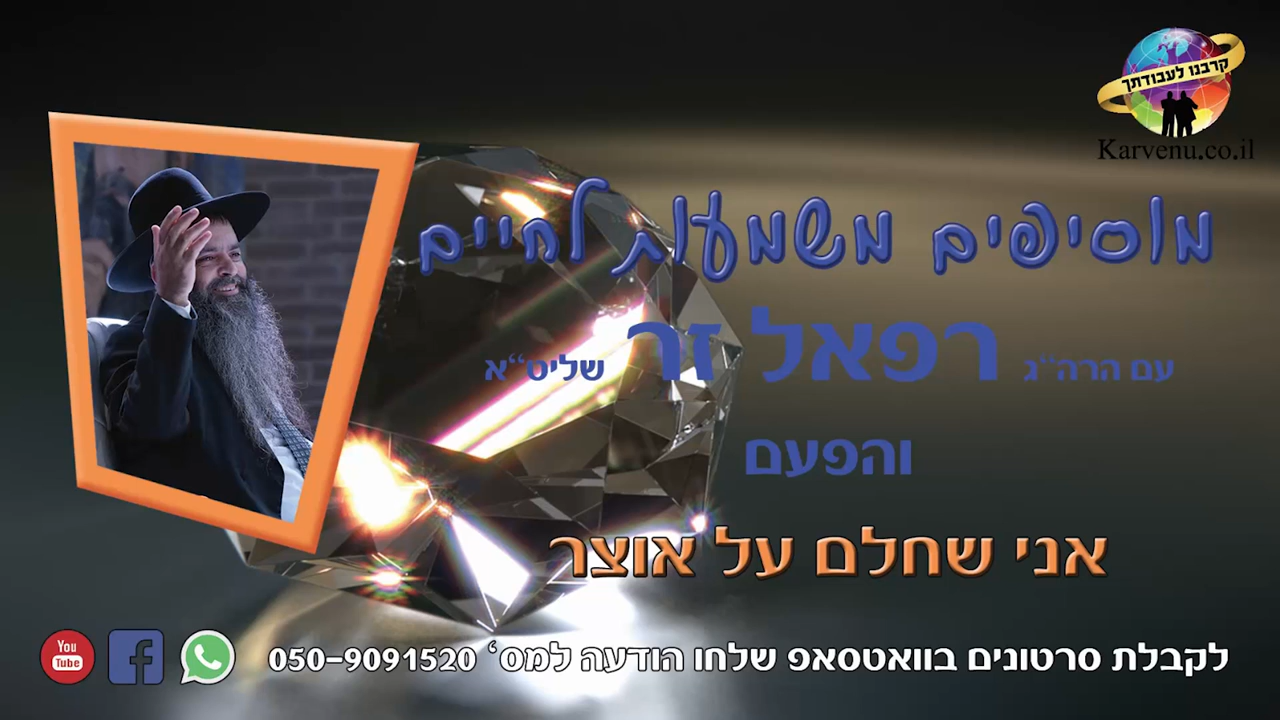 קרבנו לעבודתך
Karvenu.co.il
מוסיפים משמעות לחיים
עם הרה"ג רפאל זר שליט"א
והפעם
אני שחלם על אוצר
You
Tube
לקבלת סרטונים בוואטסאפ שלחו הודעה למס' 050-9091520